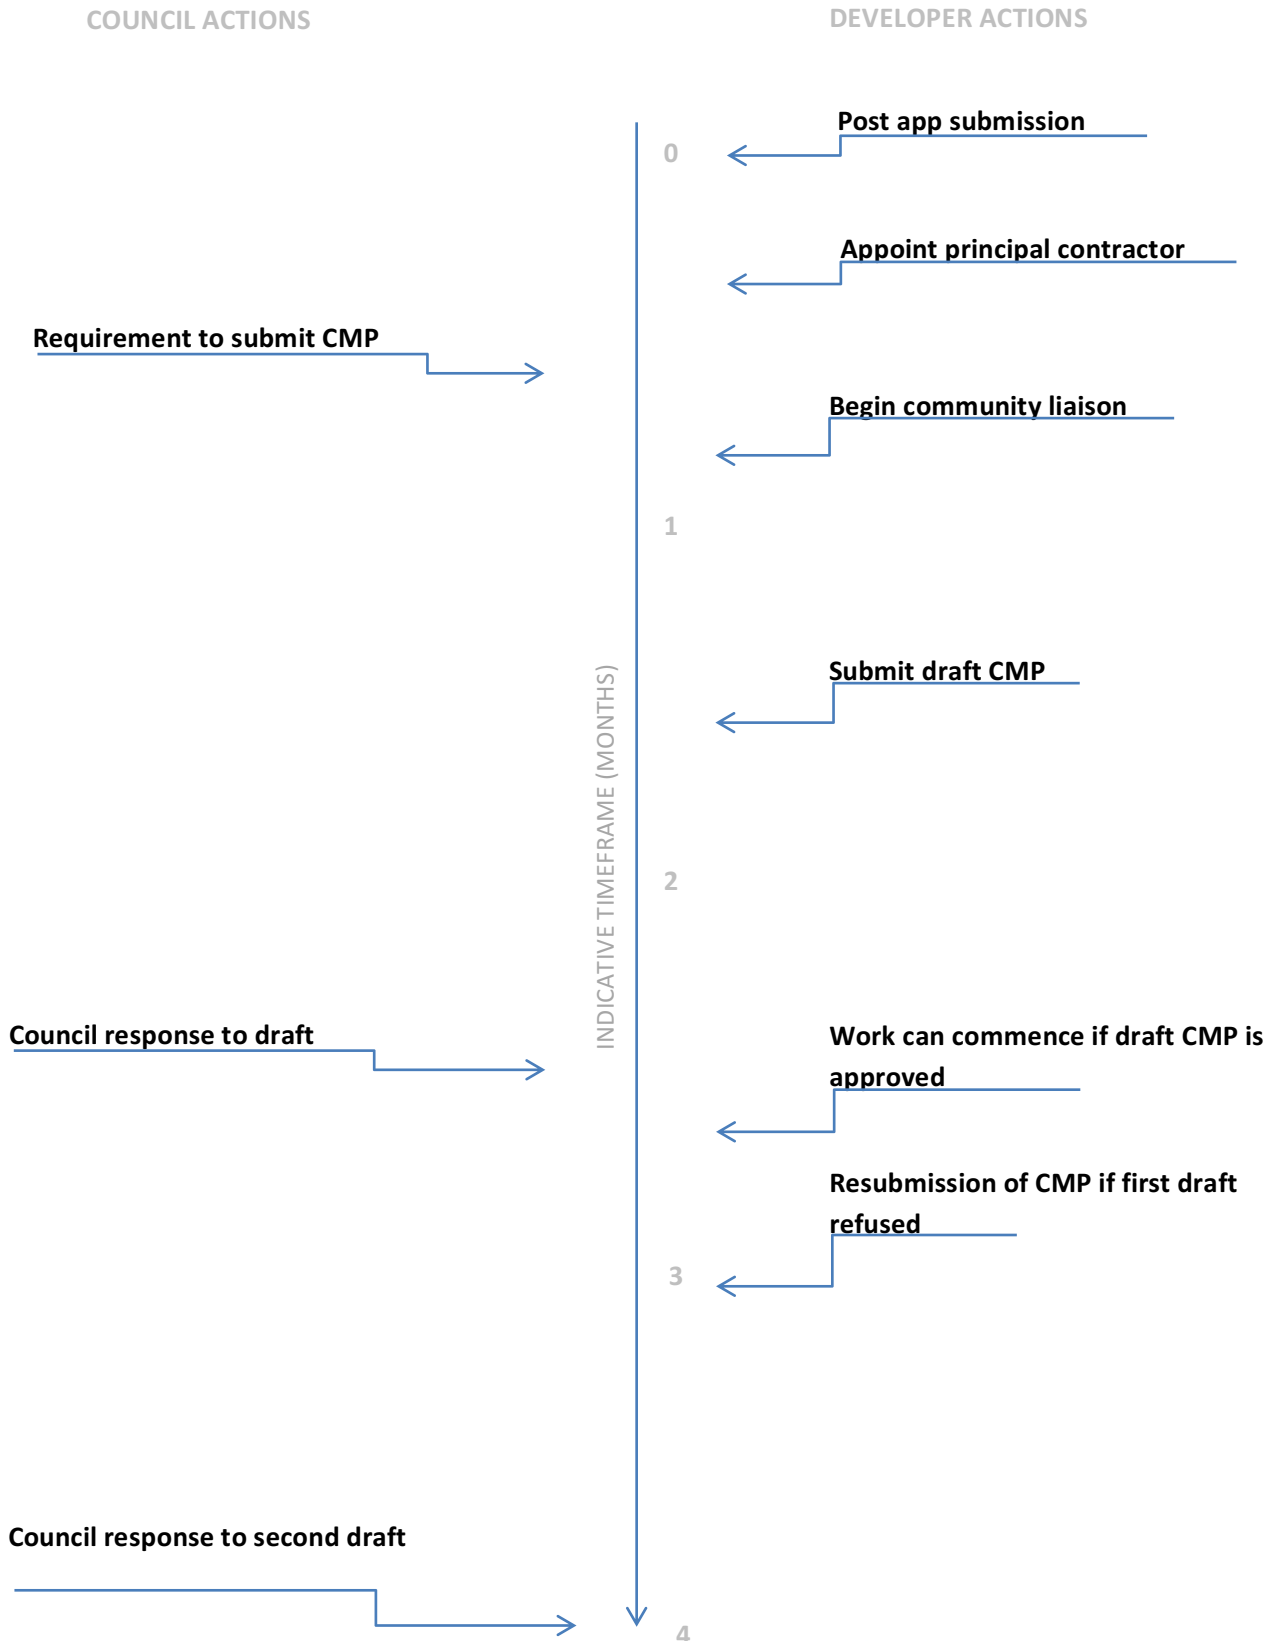 COUNCIL ACTIONS
DEVELOPER ACTIONS
Post app submission
0
Appoint principal contractor
Requirement to submit CMP
Begin community liaison
1
Submit draft CMP
INDICATIVE TIMEFRAME (MONTHS)
2
Council response to draft
Work can commence if draft CMP is
approved
Resubmission of CMP if first draft
refused
3
Council response to second draft
4